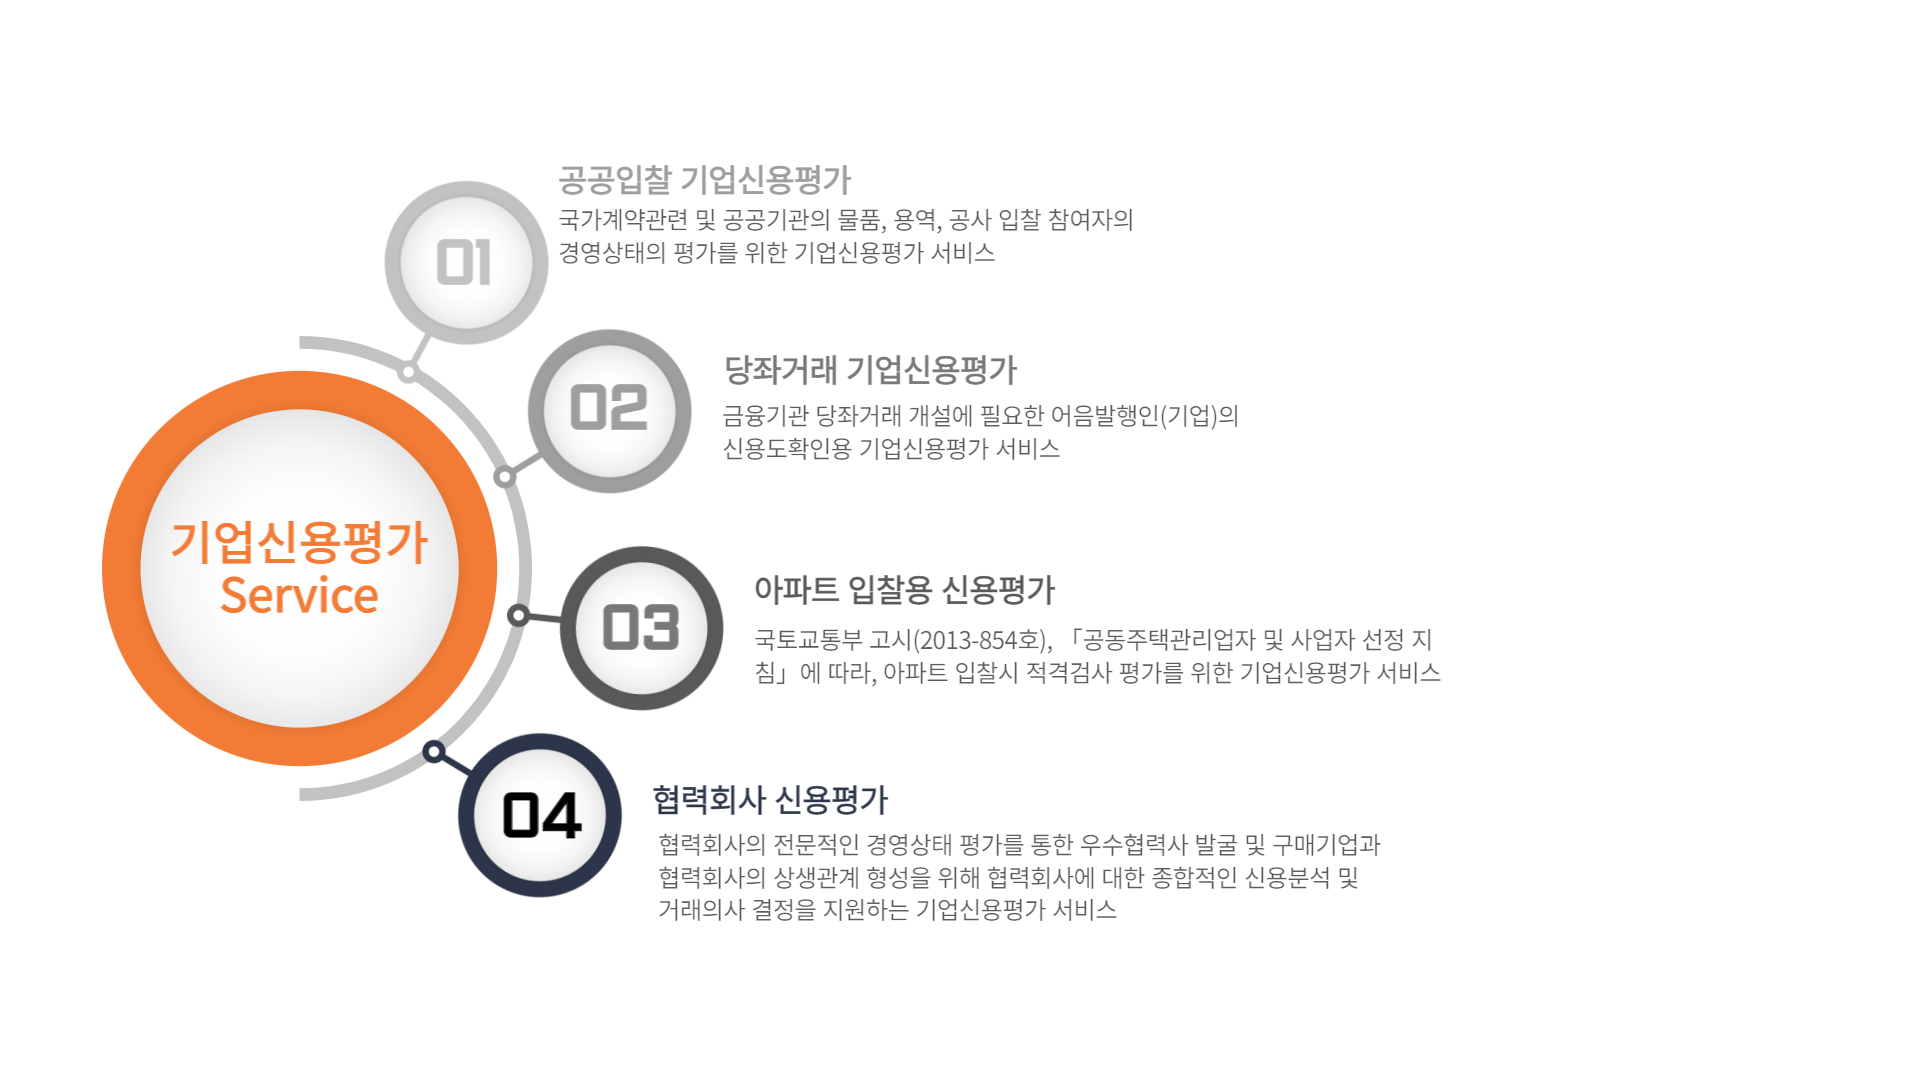 공공입찰 기업신용평가
국가계약관련 및 공공기관의 물품, 용역, 공사 입찰 참여자의
경영상태의 평가를 위한 기업신용평가 서비스
01
당좌거래 기업신용평가
금융기관 당좌거래 개설에 필요한 어음발행인(기업)의
신용도확인용 기업신용평가 서비스
02
기업신용평가
Service
아파트 입찰용 신용평가
국토교통부 고시(2013-854호), 「공동주택관리업자 및 사업자 선정 지
침」에 따라, 아파트 입찰시 적격검사 평가를 위한 기업신용평가 서비스
03
협력회사 신용평가
협력회사의 전문적인 경영상태 평가를 통한 우수협력사 발굴 및 구매기업과
협력회사의 상생관계 형성을 위해 협력회사에 대한 종합적인 신용분석 및
거래의사 결정을 지원하는 기업신용평가 서비스
04